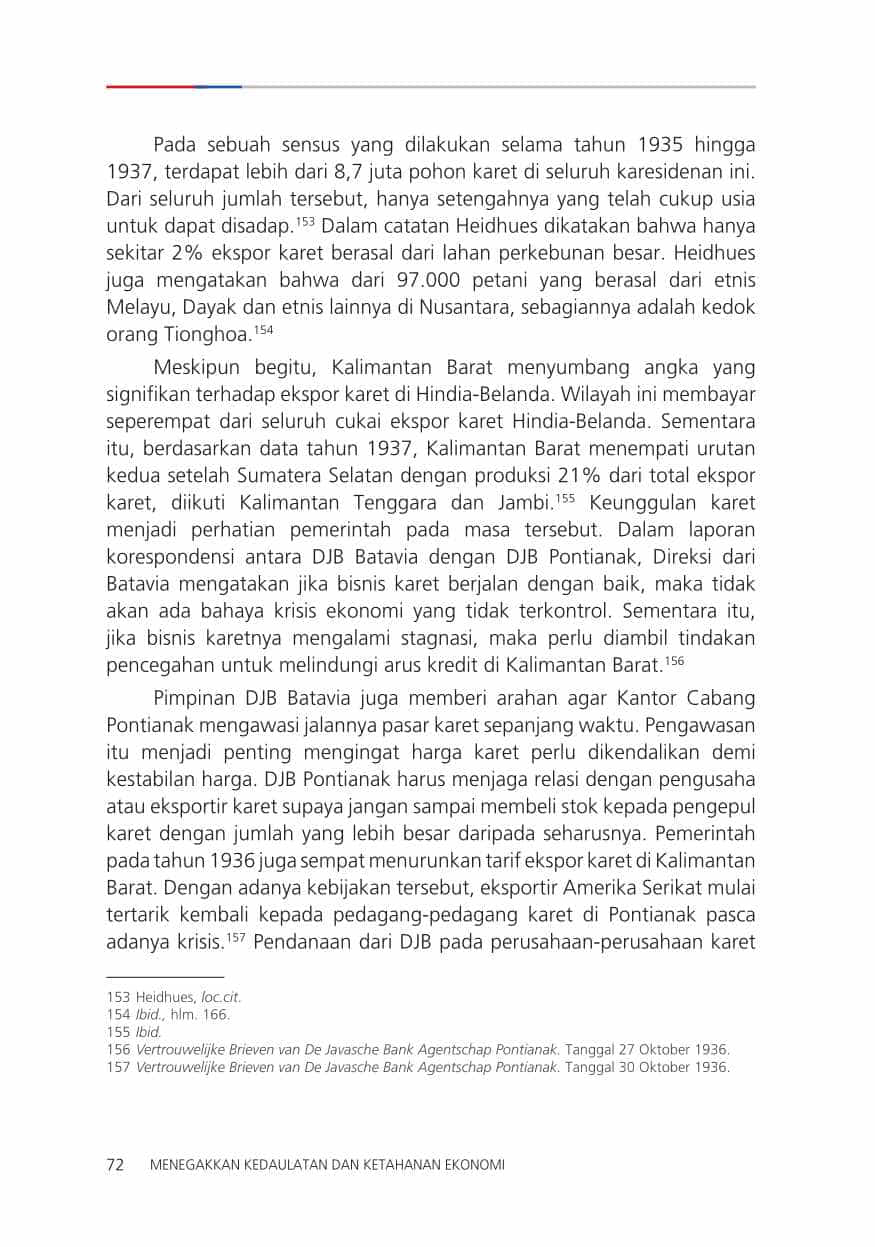 Pada sebuah sensus yang dilakukan selama tahun 1935 hingga
1937, terdapat lebih dari 8,7 juta pohon karet di seluruh karesidenan ini.
Dari seluruh jumlah tersebut, hanya setengahnya yang telah cukup usia
untuk dapat disadap.153 Dalam catatan Heidhues dikatakan bahwa hanya
sekitar 2% ekspor karet berasal dari lahan perkebunan besar. Heidhues
juga mengatakan bahwa dari 97.000 petani yang berasal dari etnis
Melayu, Dayak dan etnis lainnya di Nusantara, sebagiannya adalah kedok
orang Tionghoa.154
Meskipun begitu, Kalimantan Barat menyumbang angka yang
signifikan terhadap ekspor karet di Hindia-Belanda. Wilayah ini membayar
seperempat dari seluruh cukai ekspor karet Hindia-Belanda. Sementara
itu, berdasarkan data tahun 1937, Kalimantan Barat menempati urutan
kedua setelah Sumatera Selatan dengan produksi 21% dari total ekspor
karet, diikuti Kalimantan Tenggara dan Jambi.155 Keunggulan karet
menjadi perhatian pemerintah pada masa tersebut. Dalam laporan
korespondensi antara DJB Batavia dengan DJB Pontianak, Direksi dari
Batavia mengatakan jika bisnis karet berjalan dengan baik, maka tidak
akan ada bahaya krisis ekonomi yang tidak terkontrol. Sementara itu,
jika bisnis karetnya mengalami stagnasi, maka perlu diambil tindakan
pencegahan untuk melindungi arus kredit di Kalimantan Barat.156
Pimpinan DJB Batavia juga memberi arahan agar Kantor Cabang
Pontianak mengawasi jalannya pasar karet sepanjang waktu. Pengawasan
itu menjadi penting mengingat harga karet perlu dikendalikan demi
kestabilan harga. DJB Pontianak harus menjaga relasi dengan pengusaha
atau eksportir karet supaya jangan sampai membeli stok kepada pengepul
karet dengan jumlah yang lebih besar daripada seharusnya. Pemerintah
pada tahun 1936 juga sempat menurunkan tarif ekspor karet di Kalimantan
Barat. Dengan adanya kebijakan tersebut, eksportir Amerika Serikat mulai
tertarik kembali kepada pedagang-pedagang karet di Pontianak pasca
adanya krisis.157 Pendanaan dari DJB pada perusahaan-perusahaan karet
153 Heidhues, loc.cit.
154 Ibid., hlm. 166.
155 Ibid.
156 Vertrouwelijke Brieven van De Javasche Bank Agentschap Pontianak. Tanggal 27 Oktober 1936.
157 Vertrouwelijke Brieven van De Javasche Bank Agentschap Pontianak. Tanggal 30 Oktober 1936.
72 MENEGAKKAN KEDAULATAN DAN KETAHANAN EKONOMI